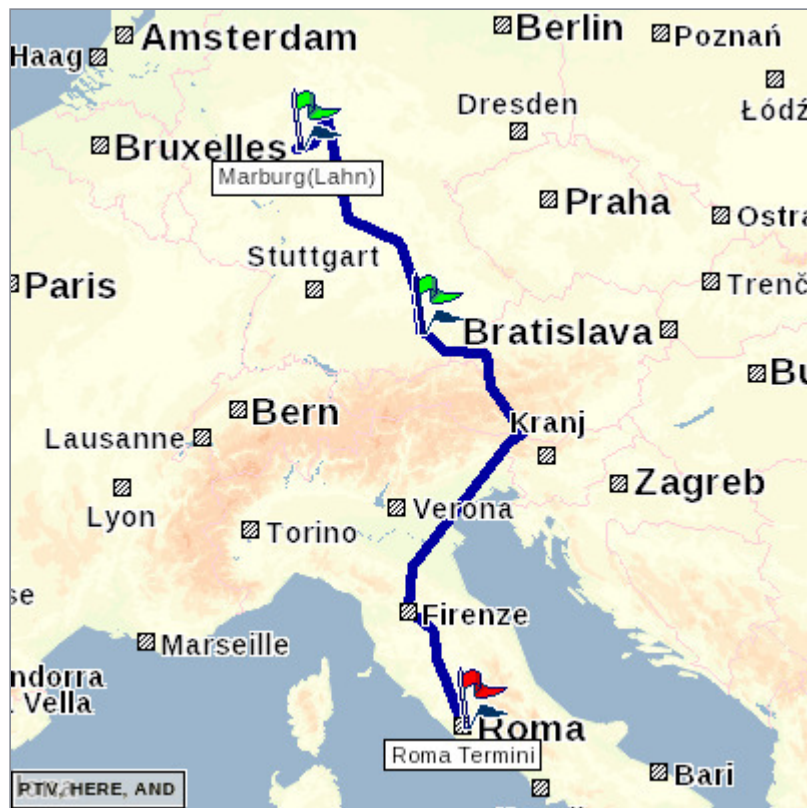 Amsterdam
Haag
Berlin
Poznań
Łódź
Dresden
Bruxelles
Marburg(Lahn)
Praha
Ostra
Stuttgart
Paris
Trenč
Bratislava
Bu
Bern
Kranj
Lausanne
Zagreb
Lyon
Verona
Torino
se
Firenze
Marseille
ndorra
Vella
Roma
Roma Termini
Bari
PTV, HERE, AND